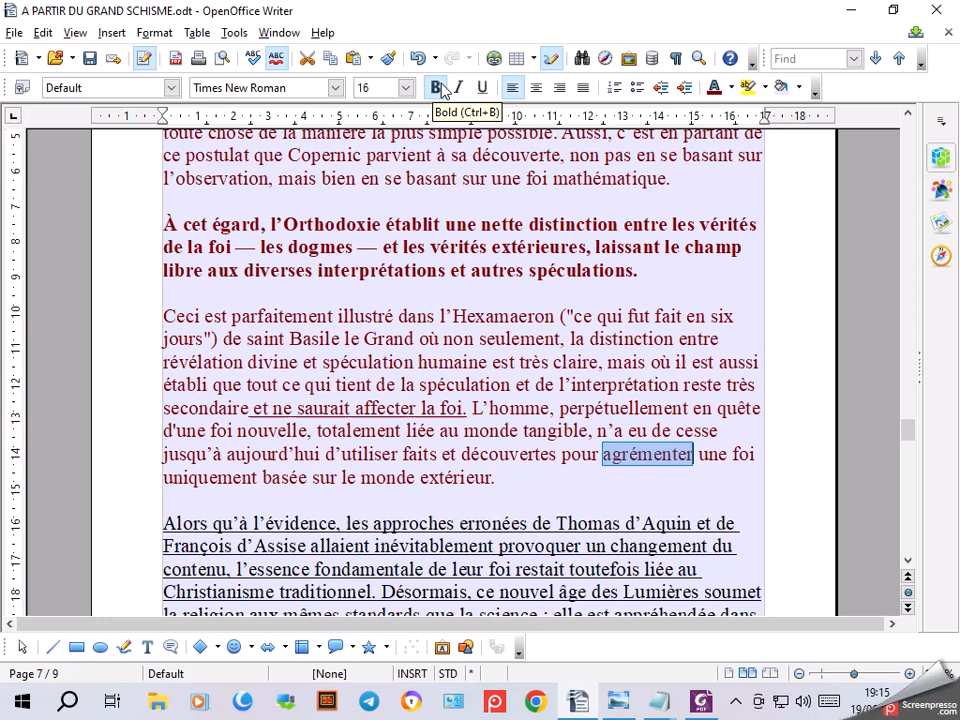 A PARTIR DU GRAND SCHISME.odt - OpenOffice Writer
File Edit View Insert Format Table Tools Window Help
Find
Default Times New Roman 16
Bold (Ctrl+B)
toute chose de la manière la plus simple possible. Aussi, c'est en partant de
ce postulat que Copernic parvient à sa découverte, non pas en se basant sur
l'observation, mais bien en se basant sur une foi mathématique.
À cet égard, l'Orthodoxie établit une nette distinction entre les vérités
de la foi — les dogmes — et les vérités extérieures, laissant le champ
libre aux diverses interprétations et autres spéculations.
Ceci est parfaitement illustré dans l'Hexamaeron ("ce qui fut fait en six
jours") de saint Basile le Grand où non seulement, la distinction entre
révélation divine et spéculation humaine est très claire, mais où il est aussi
établi que tout ce qui tient de la spéculation et de l'interprétation reste très
secondaire et ne saurait affecter la foi. L'homme, perpétuellement en quête
d'une foi nouvelle, totalement liée au monde tangible, n'a eu de cesse
jusqu'à aujourd'hui d'utiliser faits et découvertes pour agrémenter une foi
uniquement basée sur le monde extérieur.
Alors qu'à l'évidence, les approches erronées de Thomas d'Aquin et de
François d'Assise allaient inévitablement provoquer un changement du
contenu, l'essence fondamentale de leur foi restait toutefois liée au
Christianisme traditionnel. Désormais, ce nouvel âge des Lumières soumet
la religion aux mêmes standards que la science : elle est appréhendée dans
Page 7 / 9 Default [None] INSRT STD *
19:15
Screenpresso.com